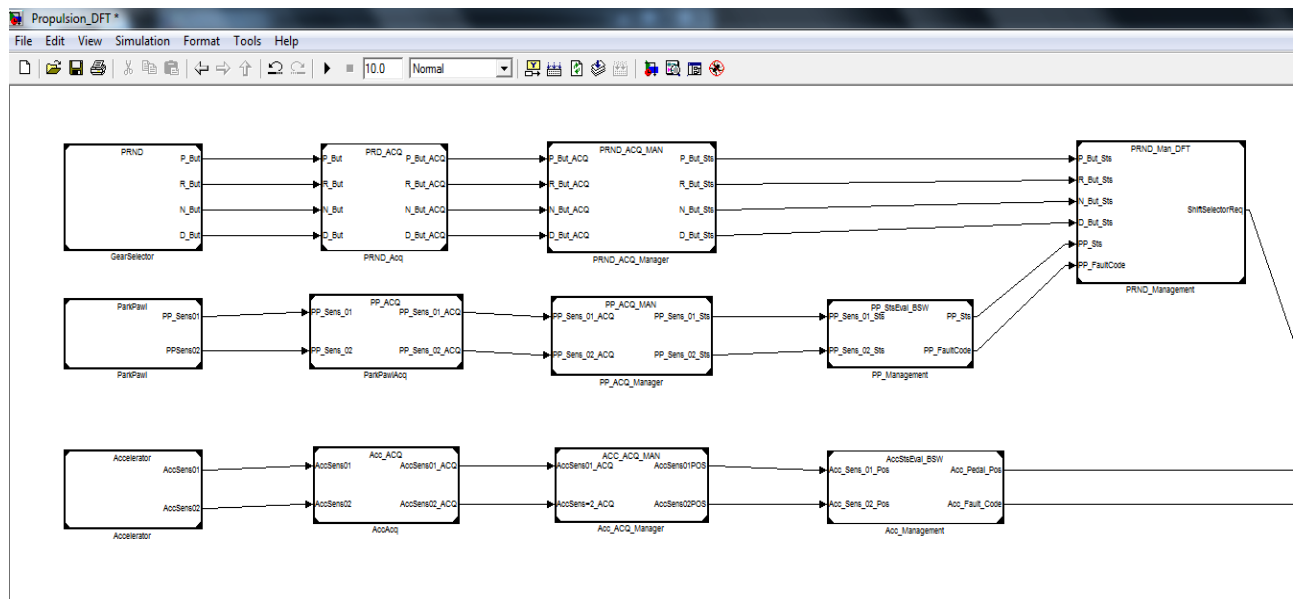 Propulsion_DFT *
File Edit View Simulation Format Tools Help
10.0 Normal
PRND
P_But
R_But
N_But
D_But
GearSelector
PRD_ACQ
P_But P_But_ACQ
R_But R_But_ACQ
N_But N_But_ACQ
D_But D_But_ACQ
PRND_Acq
PRND_ACQ_MAN
P_But_ACQ P_But_Sts
R_But_ACQ R_But_Sts
N_But_ACQ N_But_Sts
D_But_ACQ D_But_Sts
PRND_ACQ_Manager
PRND_Man_DFT
P_But_Sts
R_But_Sts
ShiftSelectorReq
N_But_Sts
D_But_Sts
PP_Sts
PP_FaultCode
PRND_Management
ParkPawl
PP_Sens01
PPSens02
ParkPawl
PP_ACQ
PP_Sens_01 PP_Sens_01_ACQ
PP_Sens_02 PP_Sens_02_ACQ
ParkPawlAcq
PP_ACQ_MAN
PP_Sens_01_ACQ PP_Sens_01_Sts
PP_Sens_02_ACQ PP_Sens_02_Sts
PP_ACQ_Manager
PP_StsEval_BSW
PP_Sens_01_Sts PP_Sts
PP_Sens_02_Sts PP_FaultCode
PP_Management
Accelerator
AccSens01
AccSens02
Accelerator
Acc_ACQ
AccSens01 AccSens01_ACQ
AccSens02 AccSens02_ACQ
AccAcq
ACC_ACQ_MAN
AccSens01_ACQ AccSens01POS
AccSens=2_ACQ AccSens02POS
Acc_ACQ_Manager
AccStsEval_BSW
Acc_Sens_01_Pos Acc_Pedal_Pos
Acc_Sens_02_Pos Acc_Fault_Code
Acc_Management